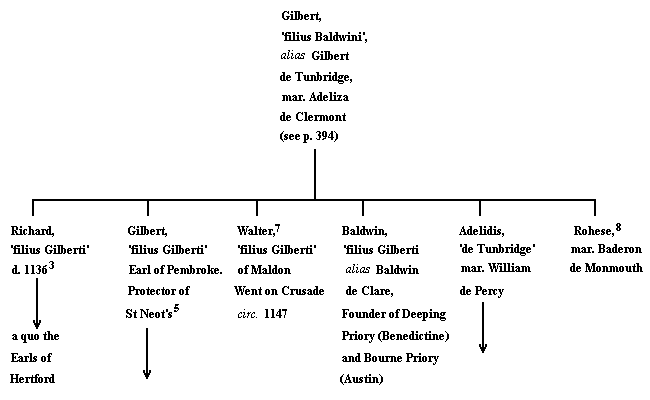 Gilbert,
'filius Baldwini',
alias Gilbert
de Tunbridge,
mar. Adeliza
de Clermont
(see p. 394)
Richard,
'filius Gilberti'
d. 1136³
a quo the
Earls of
Hertford
Gilbert,
'filius Gilberti'
Earl of Pembroke.
Protector of
St Neot's⁵
Walter,⁷
'filius Gilberti'
of Maldon
Went on Crusade
circ. 1147
Baldwin,
'filius Gilberti
alias Baldwin
de Clare,
Founder of Deeping
Priory (Benedictine)
and Bourne Priory
(Austin)
Adelidis,
'de Tunbridge'
mar. William
de Percy
Rohese,⁸
mar. Baderon
de Monmouth